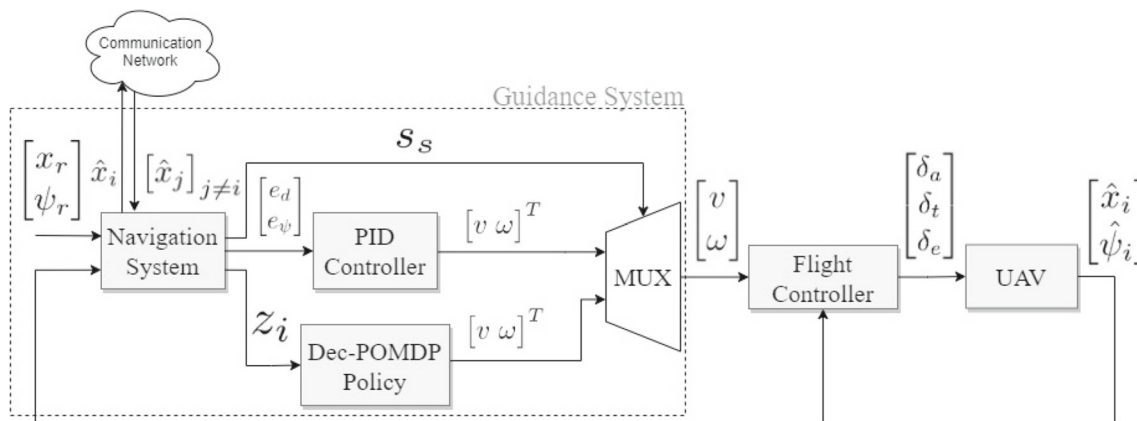 Communication
Network
Guidance System
[x_r ψ_r]
x̂_i
[x̂_j]_{j≠i}
s_s
[e_d e_ψ]
[v ω]^T
[v ω]
[δ_a δ_t δ_e]
[x̂_i ψ̂_i]
Navigation
System
PID
Controller
MUX
Flight
Controller
UAV
z_i
[v ω]^T
Dec-POMDP
Policy